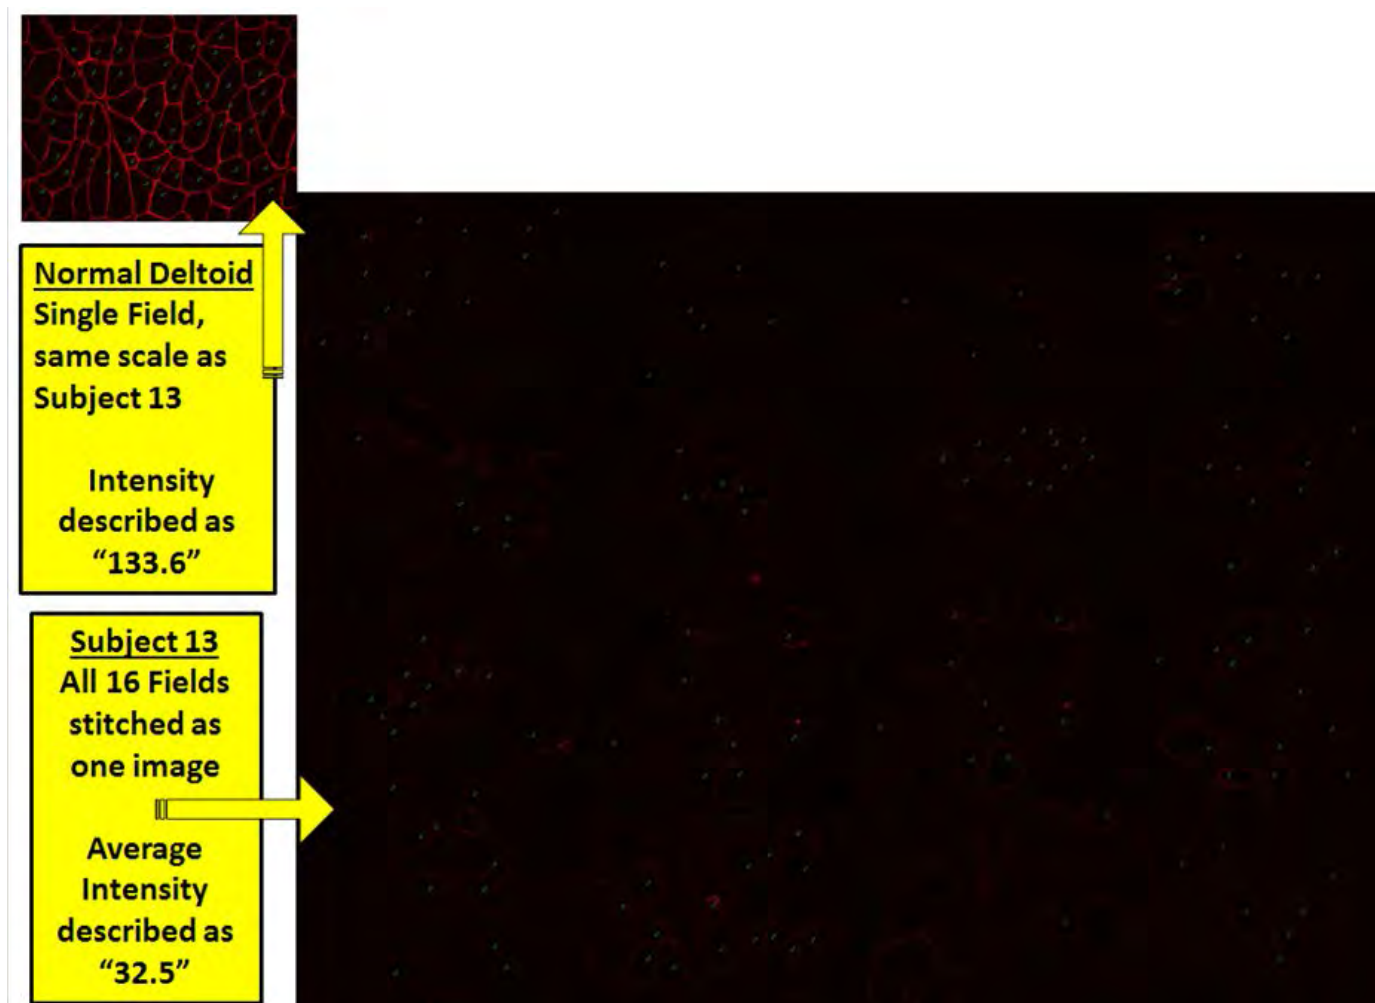 Normal Deltoid
Single Field,
same scale as
Subject 13
Intensity
described as
“133.6”
Subject 13
All 16 Fields
stitched as
one image
Average
Intensity
described as
“32.5”